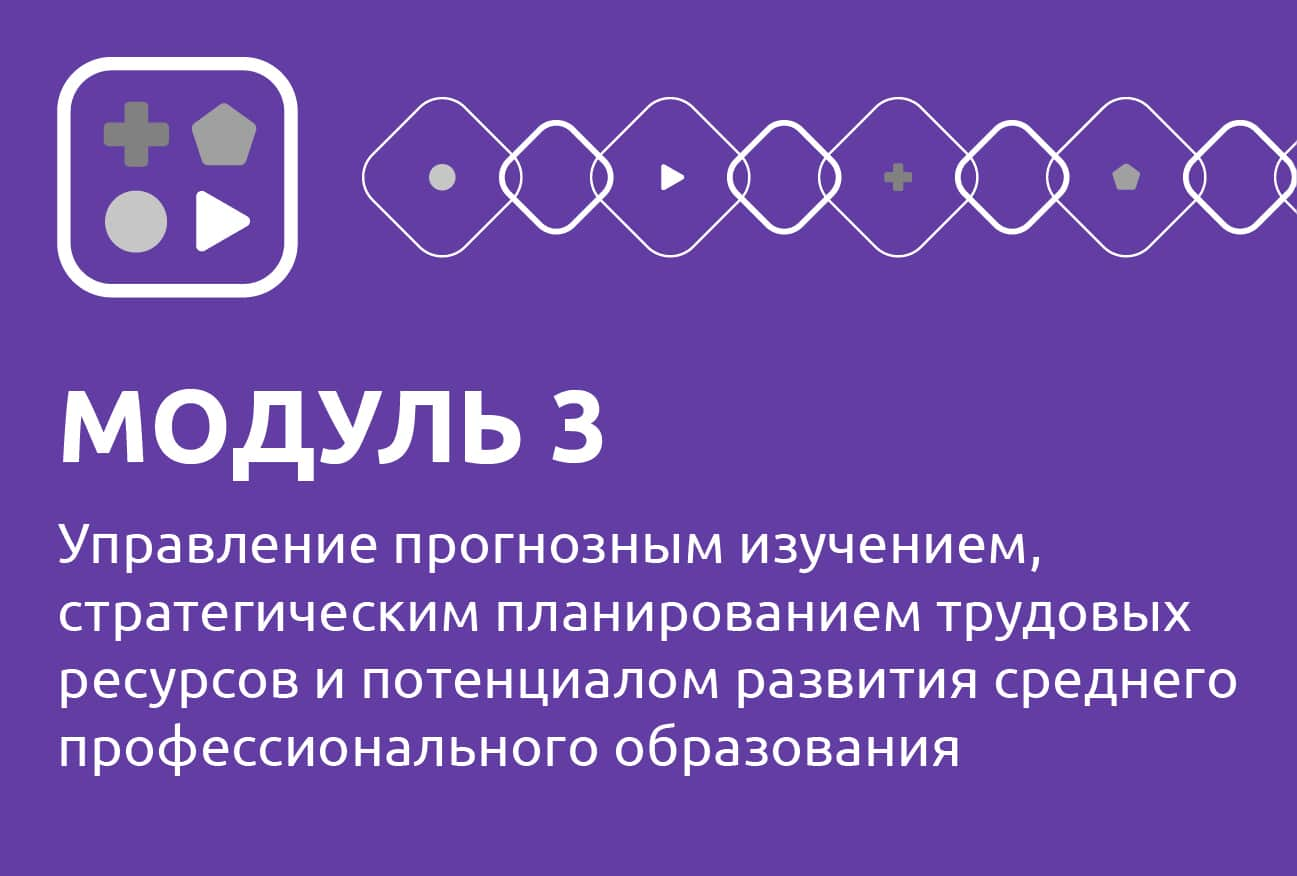 МОДУЛЬ 3
Управление прогнозным изучением,
стратегическим планированием трудовых
ресурсов и потенциалом развития среднего
профессионального образования